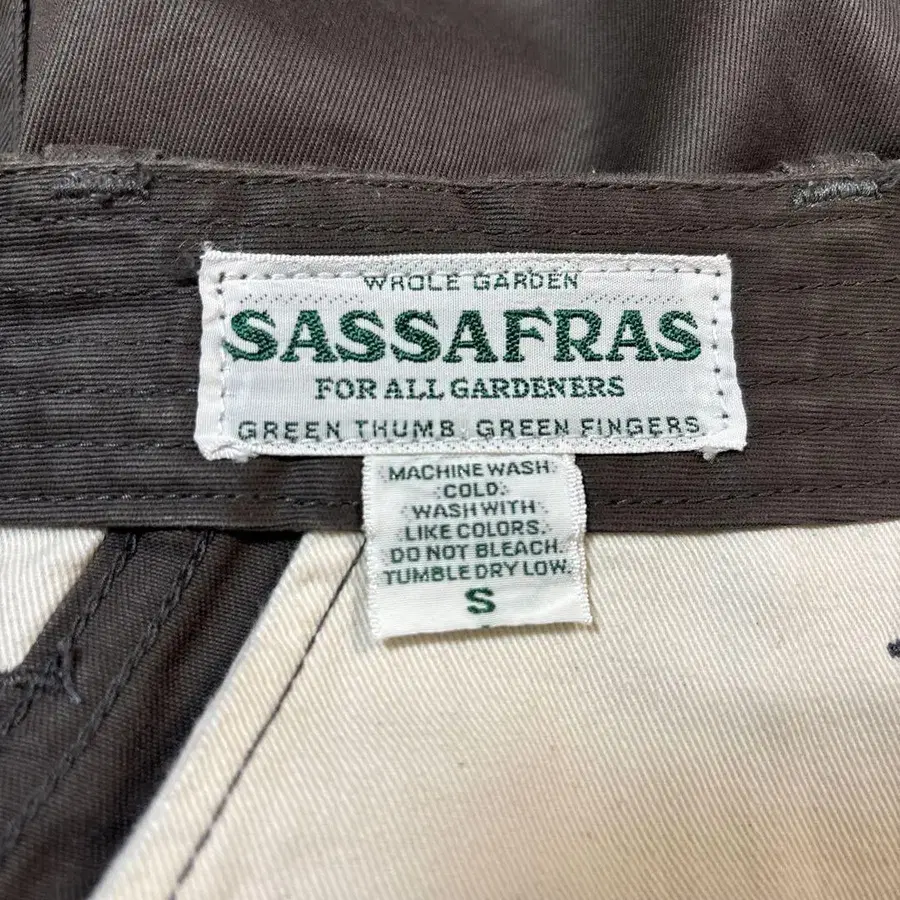 WHOLE GARDEN
SASSAFRAS
FOR ALL GARDENERS
GREEN THUMB, GREEN FINGERS
MACHINE WASH
COLD.
WASH WITH
LIKE COLORS.
DO NOT BLEACH.
TUMBLE DRY LOW.
S